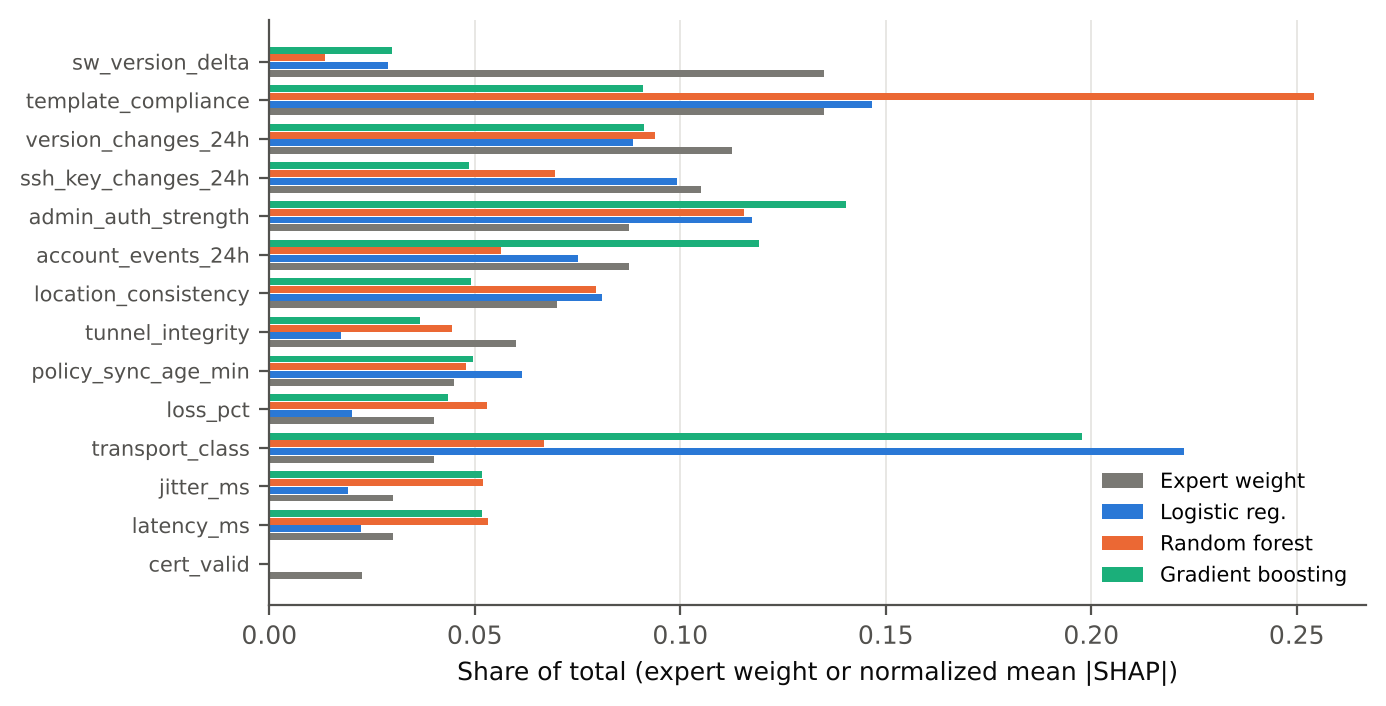 sw_version_delta
template_compliance
version_changes_24h
ssh_key_changes_24h
admin_auth_strength
account_events_24h
location_consistency
tunnel_integrity
policy_sync_age_min
loss_pct
transport_class
jitter_ms
latency_ms
cert_valid
Expert weight
Logistic reg.
Random forest
Gradient boosting
0.00 0.05 0.10 0.15 0.20 0.25
Share of total (expert weight or normalized mean |SHAP|)